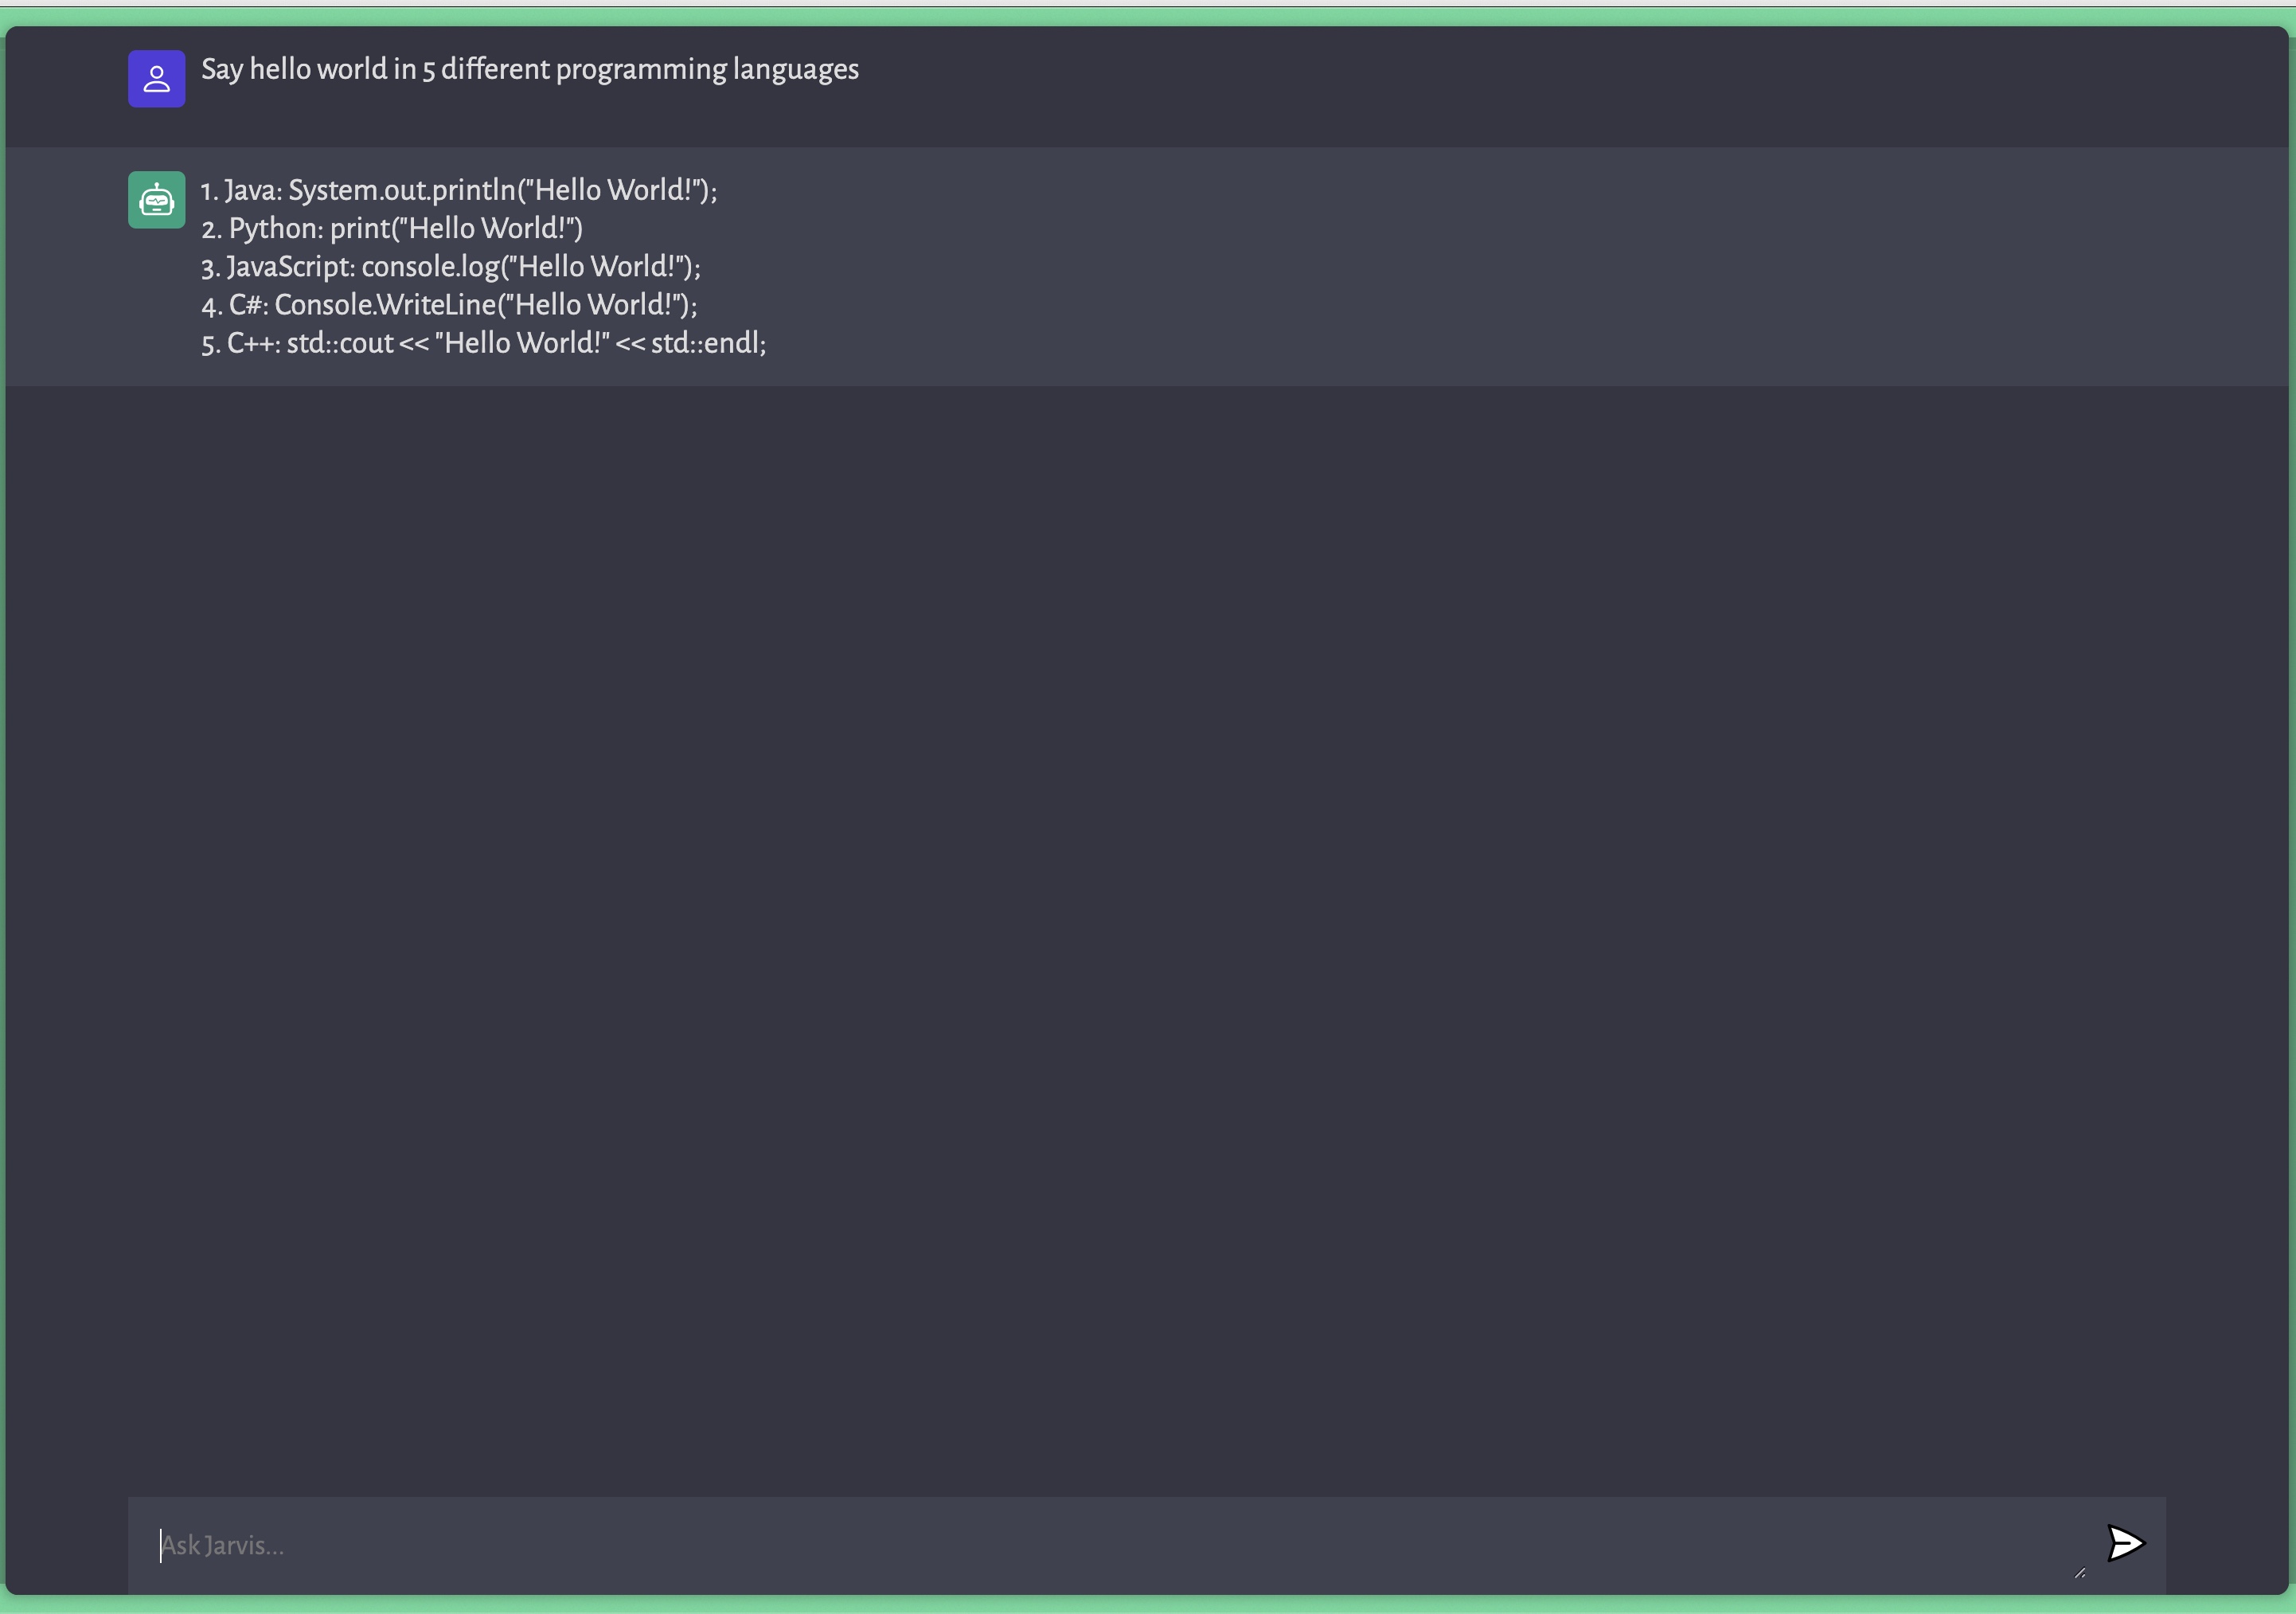 Say hello world in 5 different programming languages
1. Java: System.out.println("Hello World!");
2. Python: print("Hello World!")
3. JavaScript: console.log("Hello World!");
4. C#: Console.WriteLine("Hello World!");
5. C++: std::cout << "Hello World!" << std::endl;
Ask Jarvis...